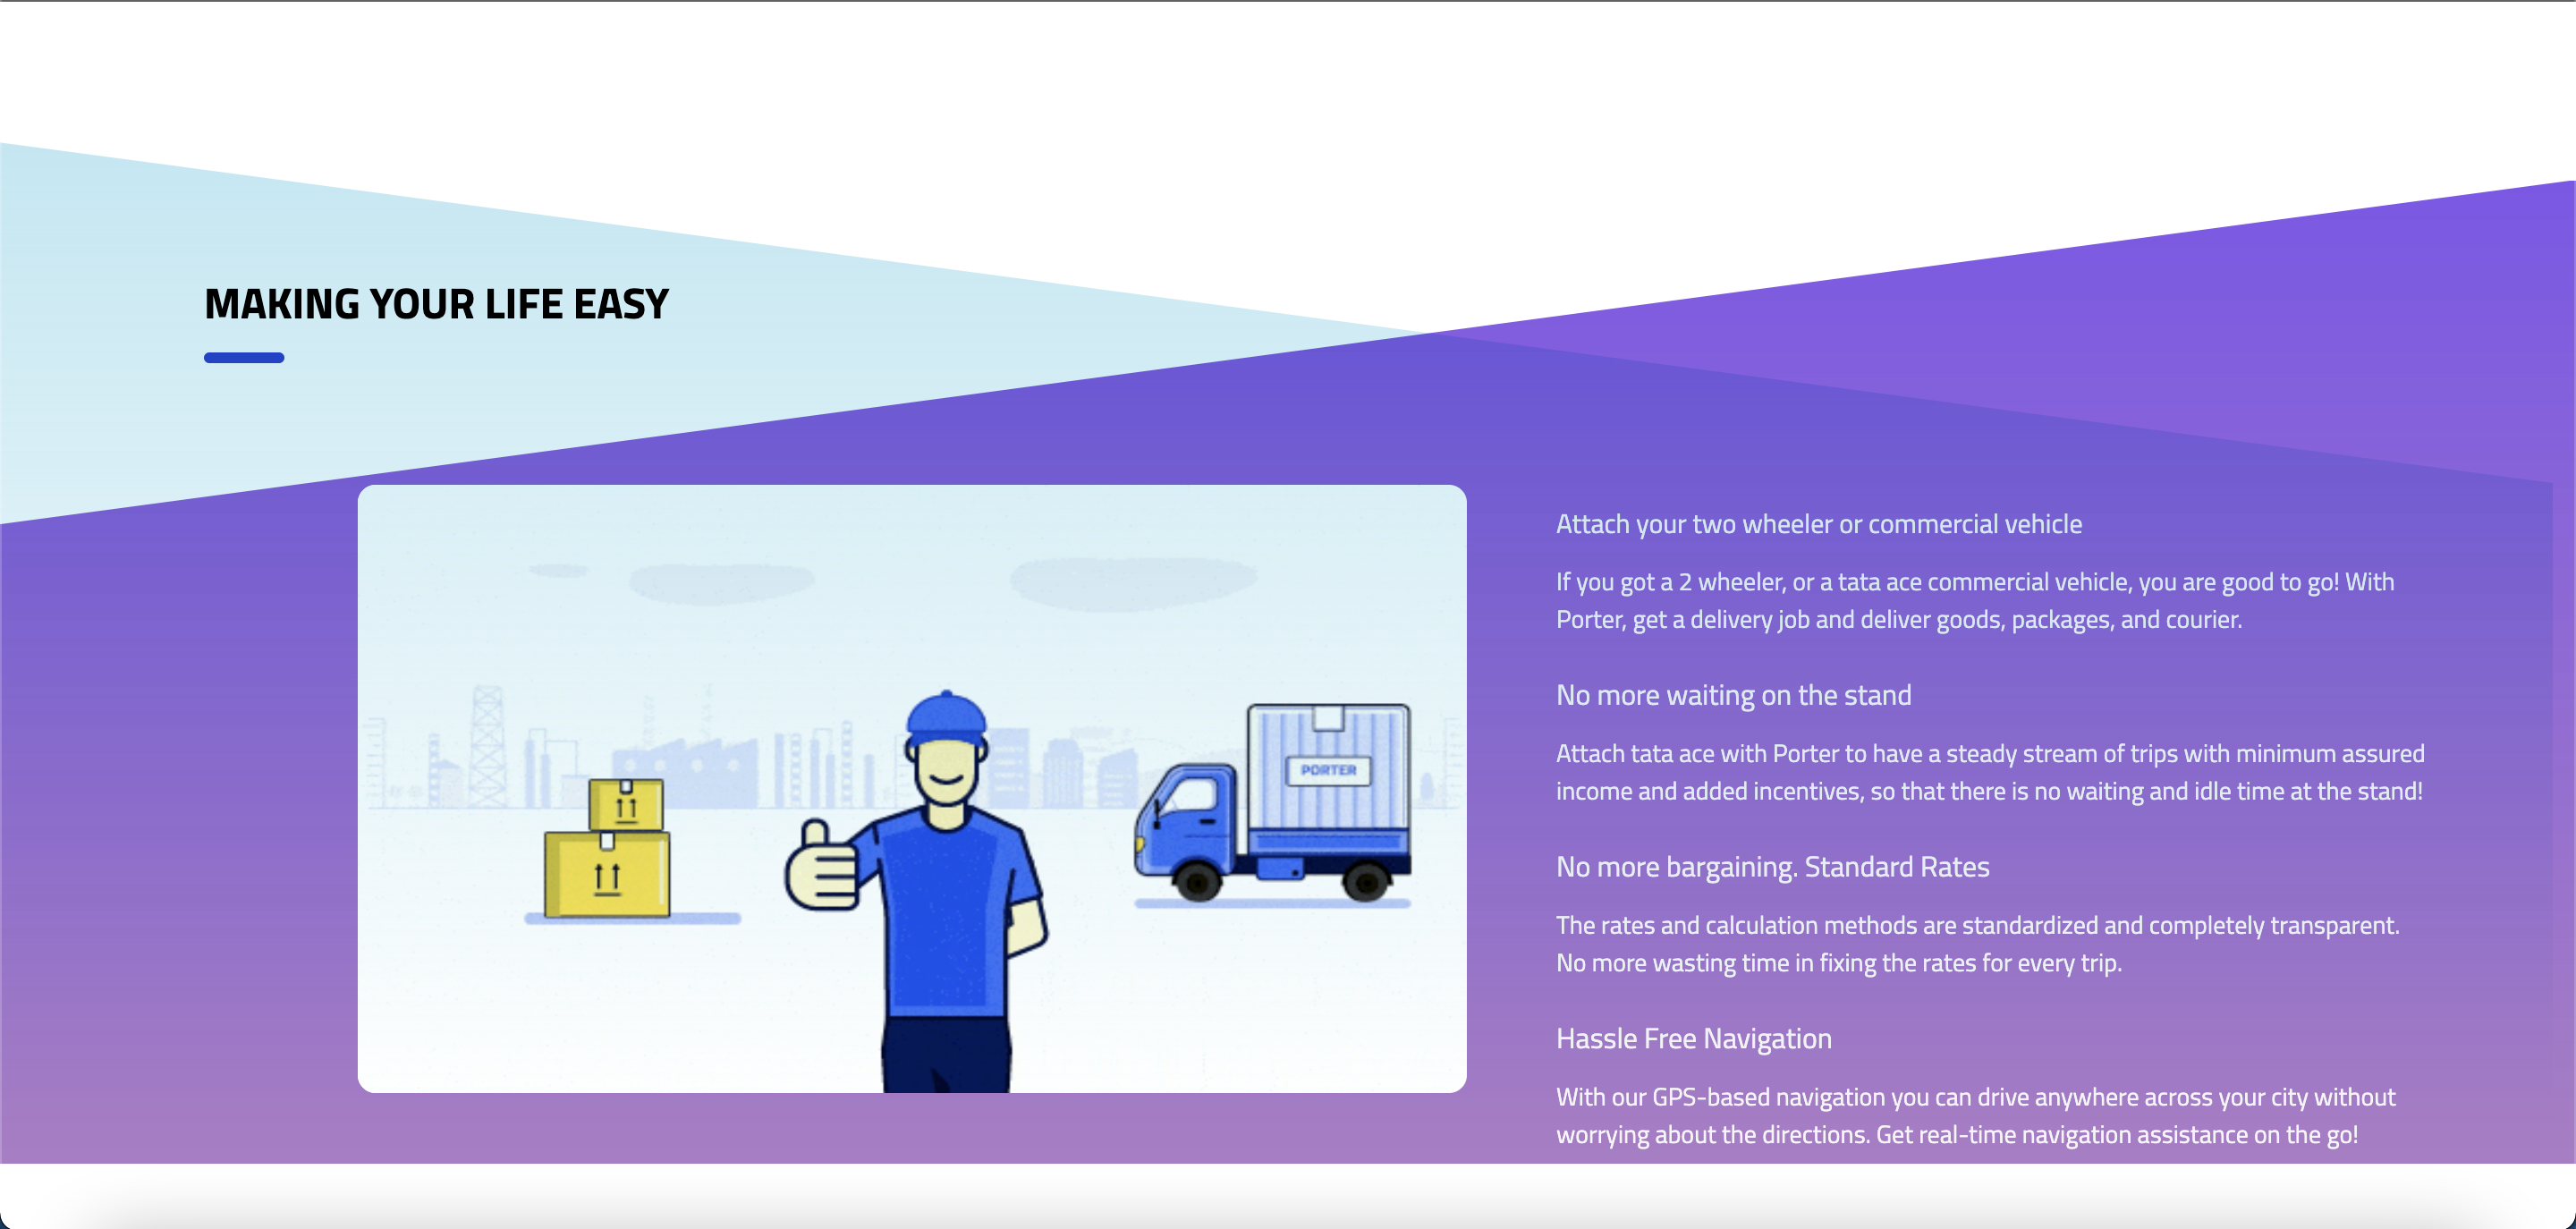 MAKING YOUR LIFE EASY
Attach your two wheeler or commercial vehicle
If you got a 2 wheeler, or a tata ace commercial vehicle, you are good to go! With
Porter, get a delivery job and deliver goods, packages, and courier.
No more waiting on the stand
Attach tata ace with Porter to have a steady stream of trips with minimum assured
income and added incentives, so that there is no waiting and idle time at the stand!
PORTER
No more bargaining. Standard Rates
The rates and calculation methods are standardized and completely transparent.
No more wasting time in fixing the rates for every trip.
Hassle Free Navigation
With our GPS-based navigation you can drive anywhere across your city without
worrying about the directions. Get real-time navigation assistance on the go!